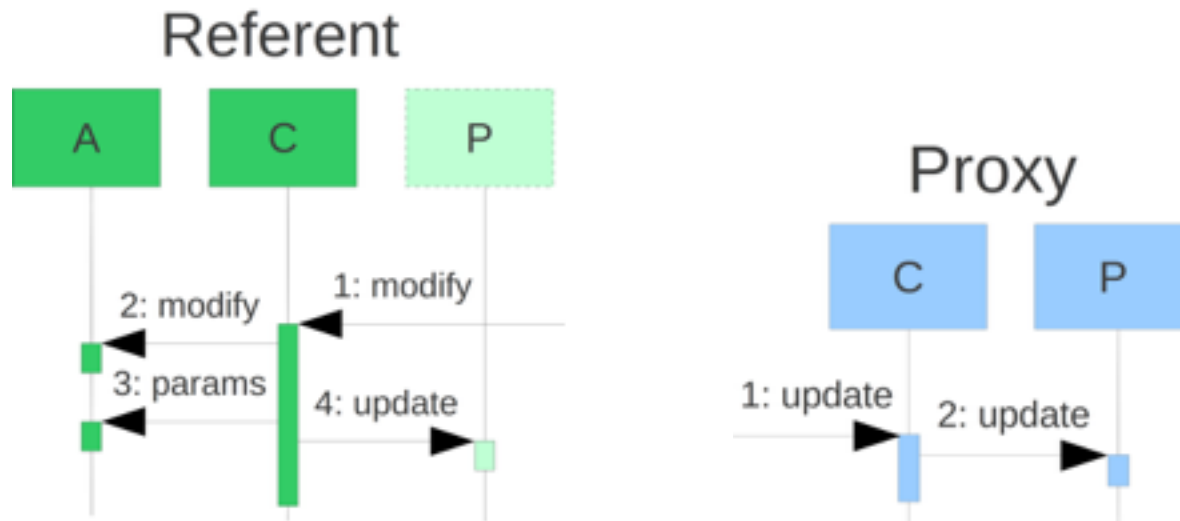 Referent
A
C
P
1: modify
2: modify
3: params
4: update
Proxy
C
P
1: update
2: update